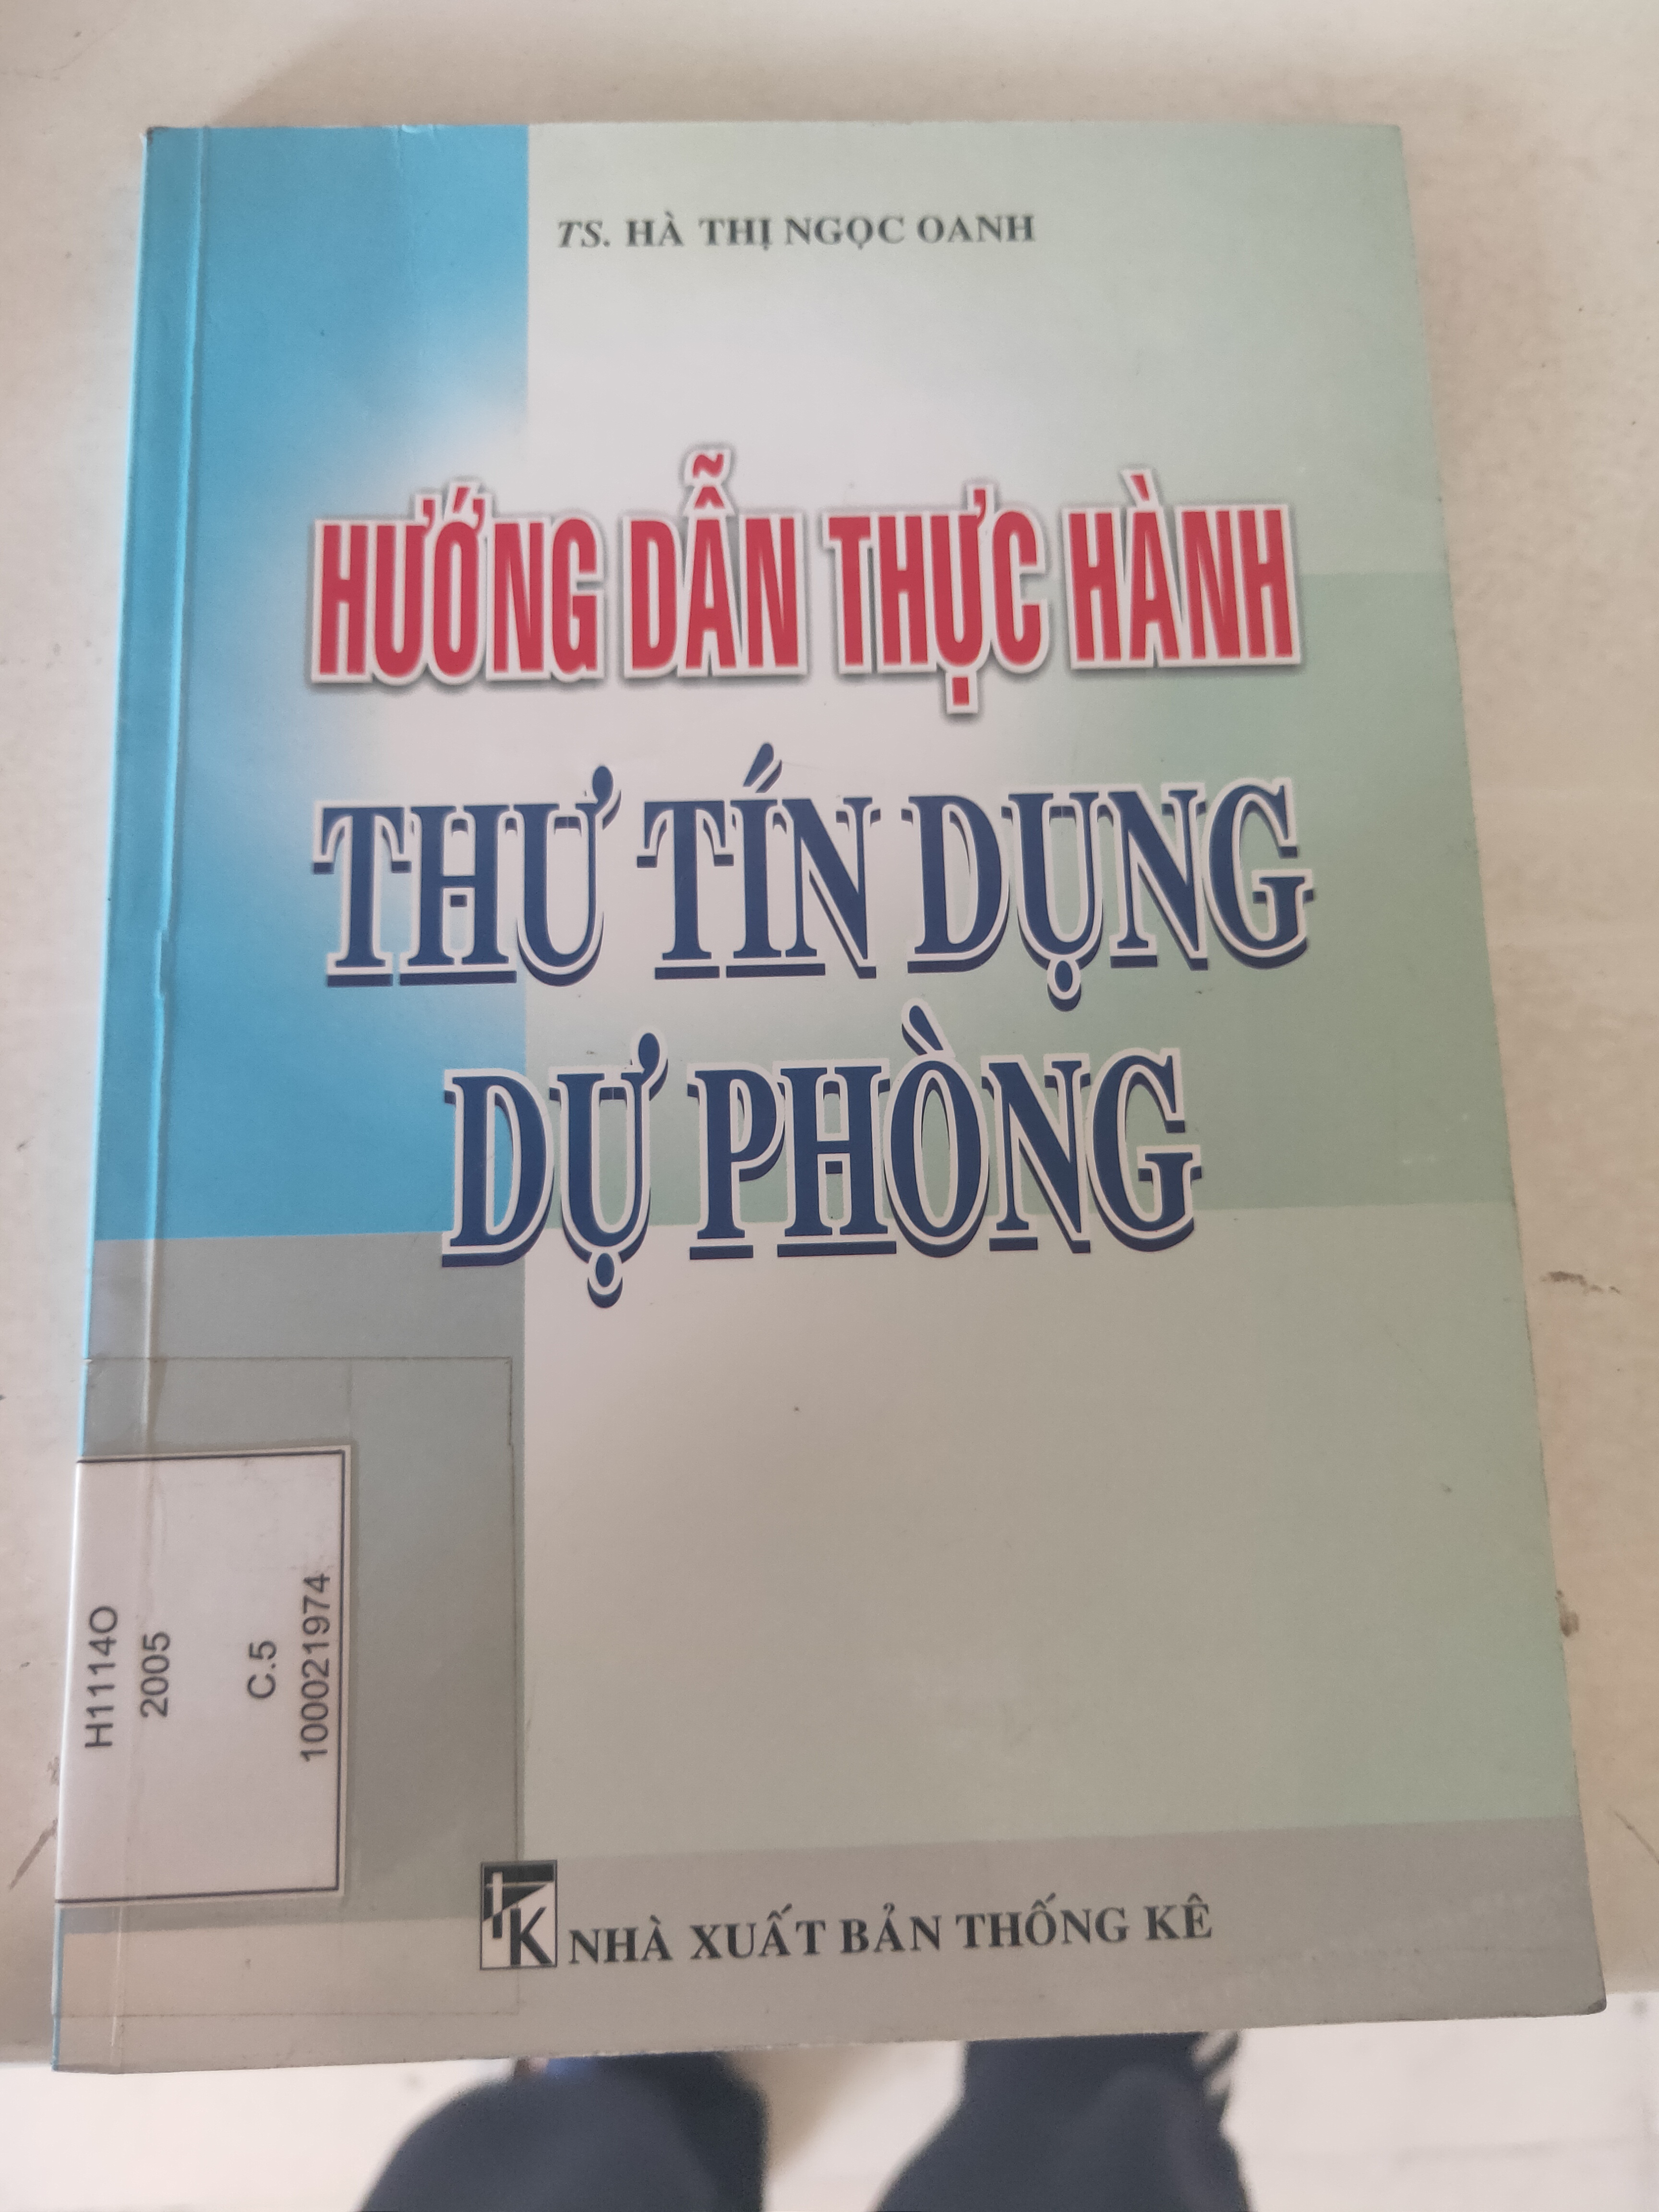 TS. HÀ THỊ NGỌC OANH
HƯỚNG DẪN THỰC HÀNH
THƯ TÍN DỤNG
DỰ PHÒNG
H1114O
2005
C.5
100021974
TK
NHÀ XUẤT BẢN THỐNG KÊ